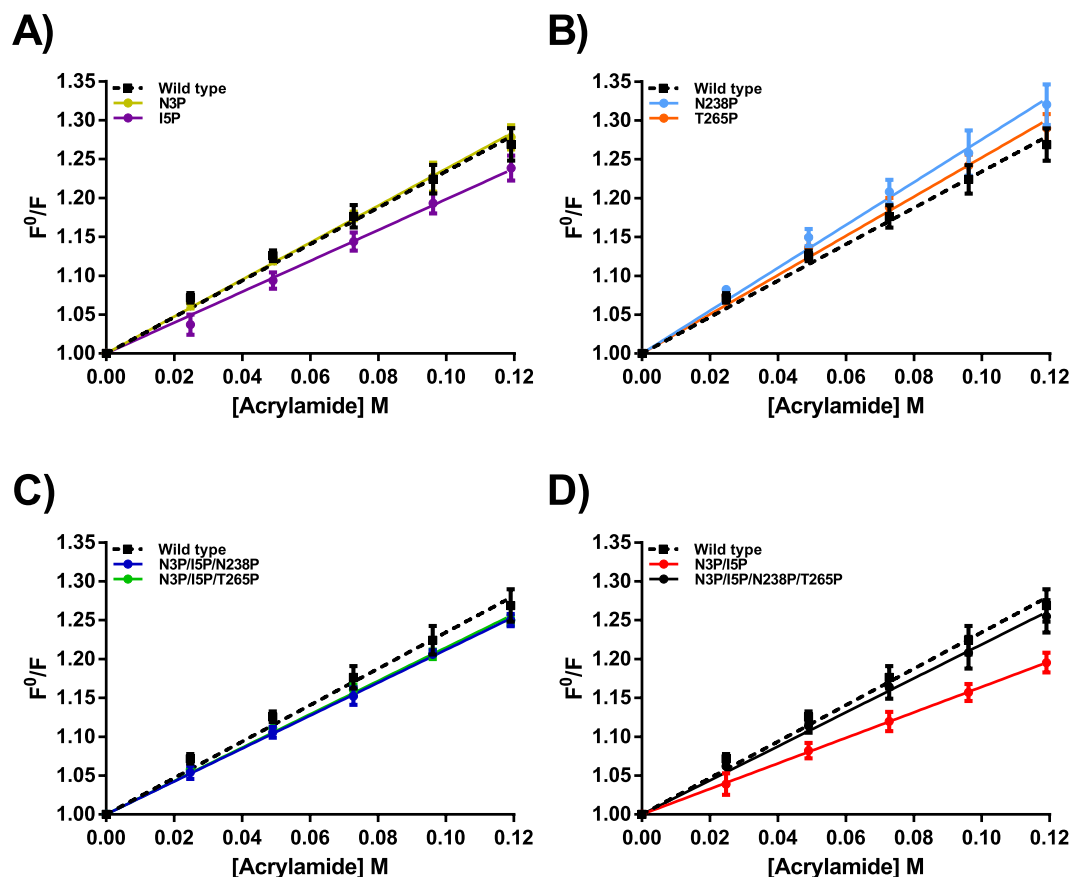 A)
F⁰/F
1.35
1.30
1.25
1.20
1.15
1.10
1.05
1.00
Wild type
N3P
I5P
0.00 0.02 0.04 0.06 0.08 0.10 0.12
[Acrylamide] M
B)
F⁰/F
1.35
1.30
1.25
1.20
1.15
1.10
1.05
1.00
Wild type
N238P
T265P
0.00 0.02 0.04 0.06 0.08 0.10 0.12
[Acrylamide] M
C)
F⁰/F
1.35
1.30
1.25
1.20
1.15
1.10
1.05
1.00
Wild type
N3P/I5P/N238P
N3P/I5P/T265P
0.00 0.02 0.04 0.06 0.08 0.10 0.12
[Acrylamide] M
D)
F⁰/F
1.35
1.30
1.25
1.20
1.15
1.10
1.05
1.00
Wild type
N3P/I5P
N3P/I5P/N238P/T265P
0.00 0.02 0.04 0.06 0.08 0.10 0.12
[Acrylamide] M